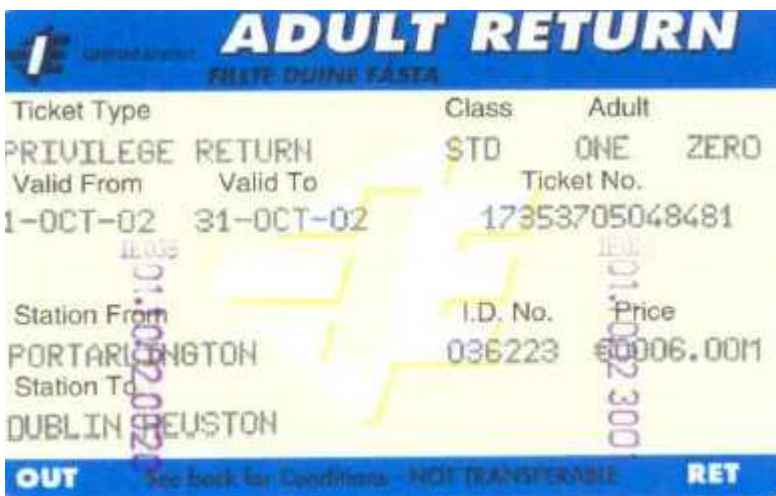 ADULT RETURN
FILLTE DUINE FASTA
Ticket Type Class Adult
PRIVILEGE RETURN STD ONE ZERO
Valid From Valid To Ticket No.
1-OCT-02 31-OCT-02 17353705048481
Station From I.D. No. Price
PORTARLINGTON 036223 €0006.00M
Station To
DUBLIN HEUSTON
OUT See back for Conditions - NOT TRANSFERABLE RET